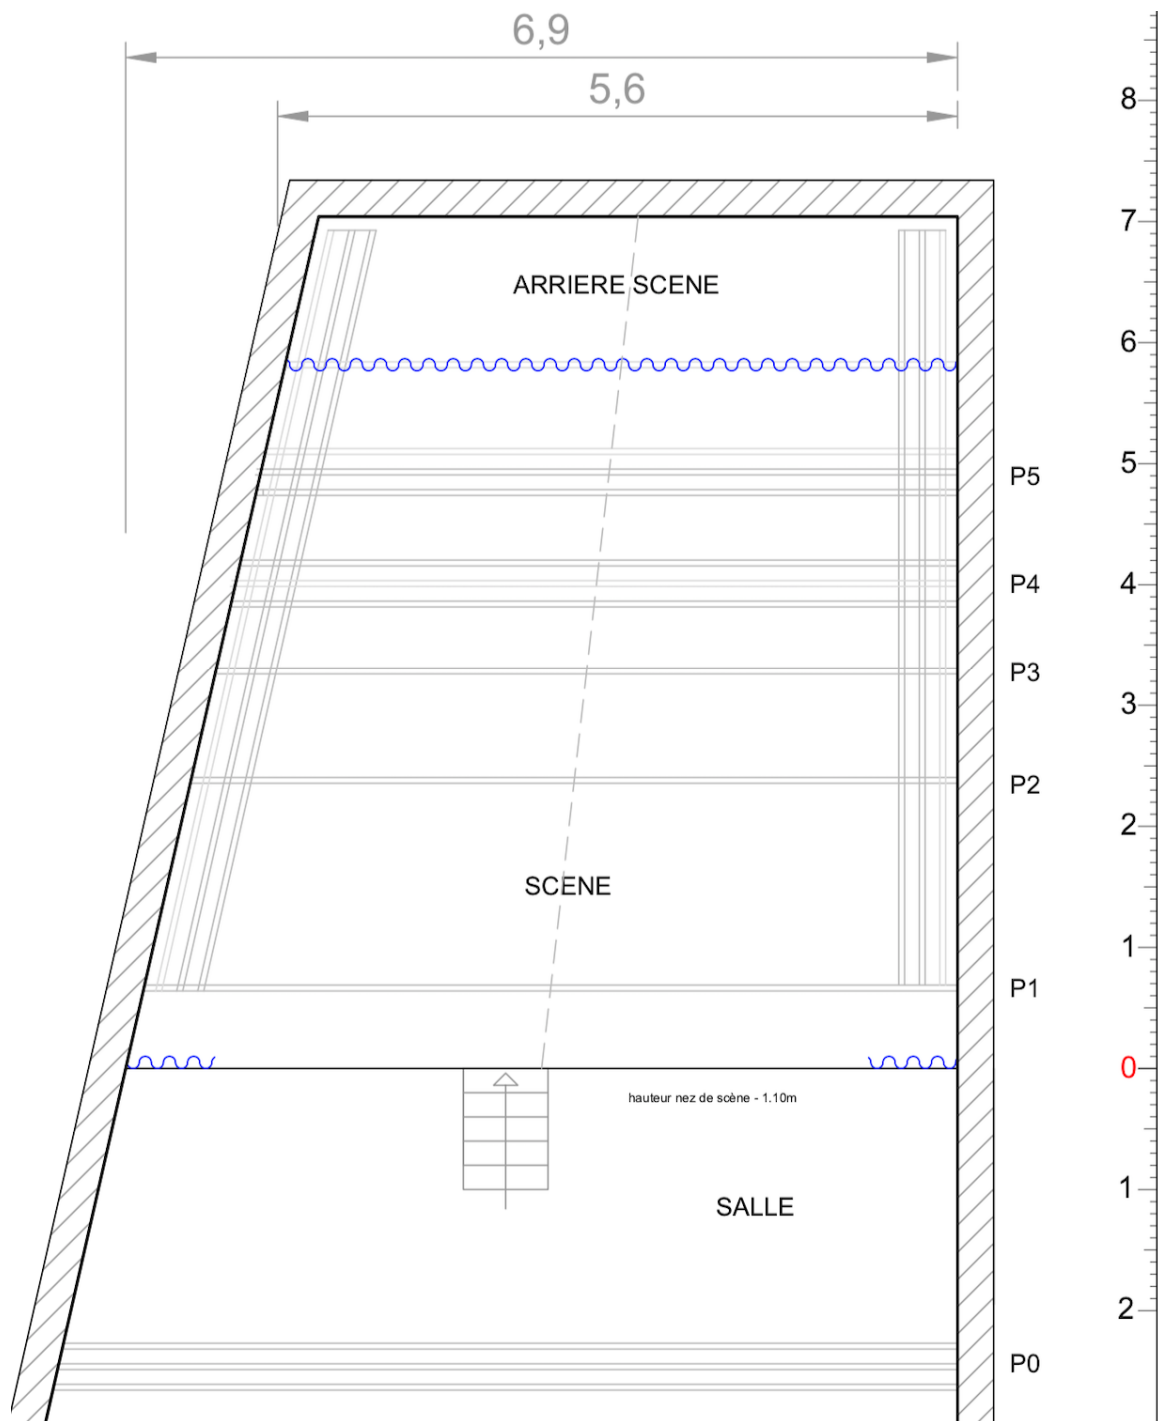 6,9
5,6
8
7
ARRIERE SCENE
6
5
P5
4
P4
P3
3
P2
2
SCENE
1
P1
0
hauteur nez de scène - 1.10m
1
SALLE
2
P0